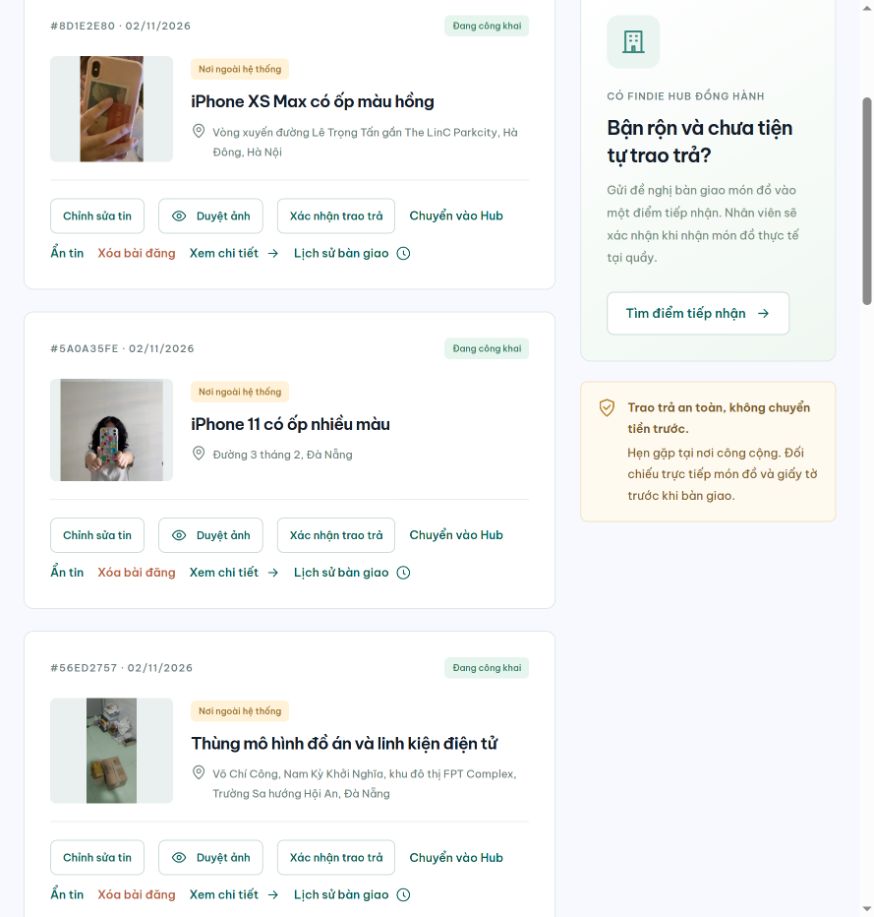 #8D1E2E80 · 02/11/2026
Đang công khai
Nơi ngoài hệ thống
iPhone XS Max có ốp màu hồng
Vòng xuyến đường Lê Trọng Tấn gần The LinC Parkcity, Hà
Đông, Hà Nội
Chỉnh sửa tin
Duyệt ảnh
Xác nhận trao trả
Chuyển vào Hub
Ẩn tin
Xóa bài đăng
Xem chi tiết →
Lịch sử bàn giao
#5A0A35FE · 02/11/2026
Đang công khai
Nơi ngoài hệ thống
iPhone 11 có ốp nhiều màu
Đường 3 tháng 2, Đà Nẵng
Chỉnh sửa tin
Duyệt ảnh
Xác nhận trao trả
Chuyển vào Hub
Ẩn tin
Xóa bài đăng
Xem chi tiết →
Lịch sử bàn giao
#56ED2757 · 02/11/2026
Đang công khai
Nơi ngoài hệ thống
Thùng mô hình đồ án và linh kiện điện tử
Võ Chí Công, Nam Kỳ Khởi Nghĩa, khu đô thị FPT Complex,
Trường Sa hướng Hội An, Đà Nẵng
Chỉnh sửa tin
Duyệt ảnh
Xác nhận trao trả
Chuyển vào Hub
Ẩn tin
Xóa bài đăng
Xem chi tiết →
Lịch sử bàn giao
CÓ FINDIE HUB ĐỒNG HÀNH
Bận rộn và chưa tiện
tự trao trả?
Gửi đề nghị bàn giao món đồ vào
một điểm tiếp nhận. Nhân viên sẽ
xác nhận khi nhận món đồ thực tế
tại quầy.
Tìm điểm tiếp nhận →
Trao trả an toàn, không chuyển
tiền trước.
Hẹn gặp tại nơi công cộng. Đối
chiếu trực tiếp món đồ và giấy tờ
trước khi bàn giao.